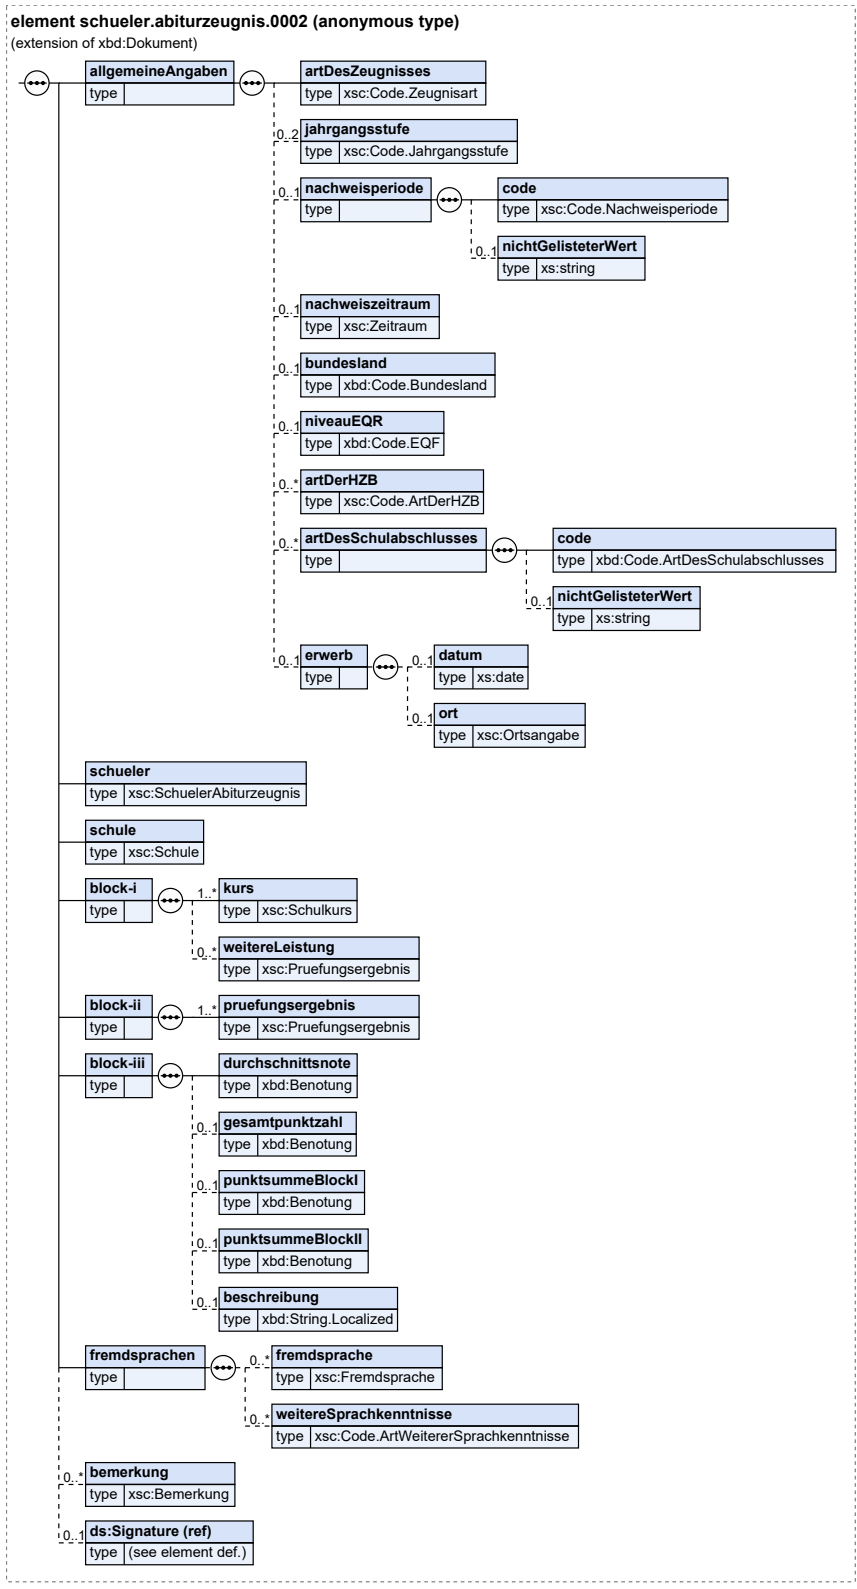 element schueler.abiturzeugnis.0002 (anonymous type)
(extension of xbd:Dokument)
allgemeineAngaben
type
artDesZeugnisses
type xsc:Code.Zeugnisart
0..2 jahrgangsstufe
type xsc:Code.Jahrgangsstufe
0..1 nachweisperiode
type
code
type xsc:Code.Nachweisperiode
0..1 nichtGelisteterWert
type xs:string
0..1 nachweiszeitraum
type xsc:Zeitraum
0..1 bundesland
type xbd:Code.Bundesland
0..1 niveauEQR
type xbd:Code.EQF
0..* artDerHZB
type xsc:Code.ArtDerHZB
0..* artDesSchulabschlusses
type
code
type xbd:Code.ArtDesSchulabschlusses
0..1 nichtGelisteterWert
type xs:string
0..1 erwerb
type
0..1 datum
type xs:date
0..1 ort
type xsc:Ortsangabe
schueler
type xsc:SchuelerAbiturzeugnis
schule
type xsc:Schule
block-i
type
1..* kurs
type xsc:Schulkurs
0..* weitereLeistung
type xsc:Pruefungsergebnis
block-ii
type
1..* pruefungsergebnis
type xsc:Pruefungsergebnis
block-iii
type
durchschnittsnote
type xbd:Benotung
0..1 gesamtpunktzahl
type xbd:Benotung
0..1 punktsummeBlockI
type xbd:Benotung
0..1 punktsummeBlockII
type xbd:Benotung
0..1 beschreibung
type xbd:String.Localized
fremdsprachen
type
0..* fremdsprache
type xsc:Fremdsprache
0..* weitereSprachkenntnisse
type xsc:Code.ArtWeitererSprachkenntnisse
0..* bemerkung
type xsc:Bemerkung
0..1 ds:Signature (ref)
type (see element def.)